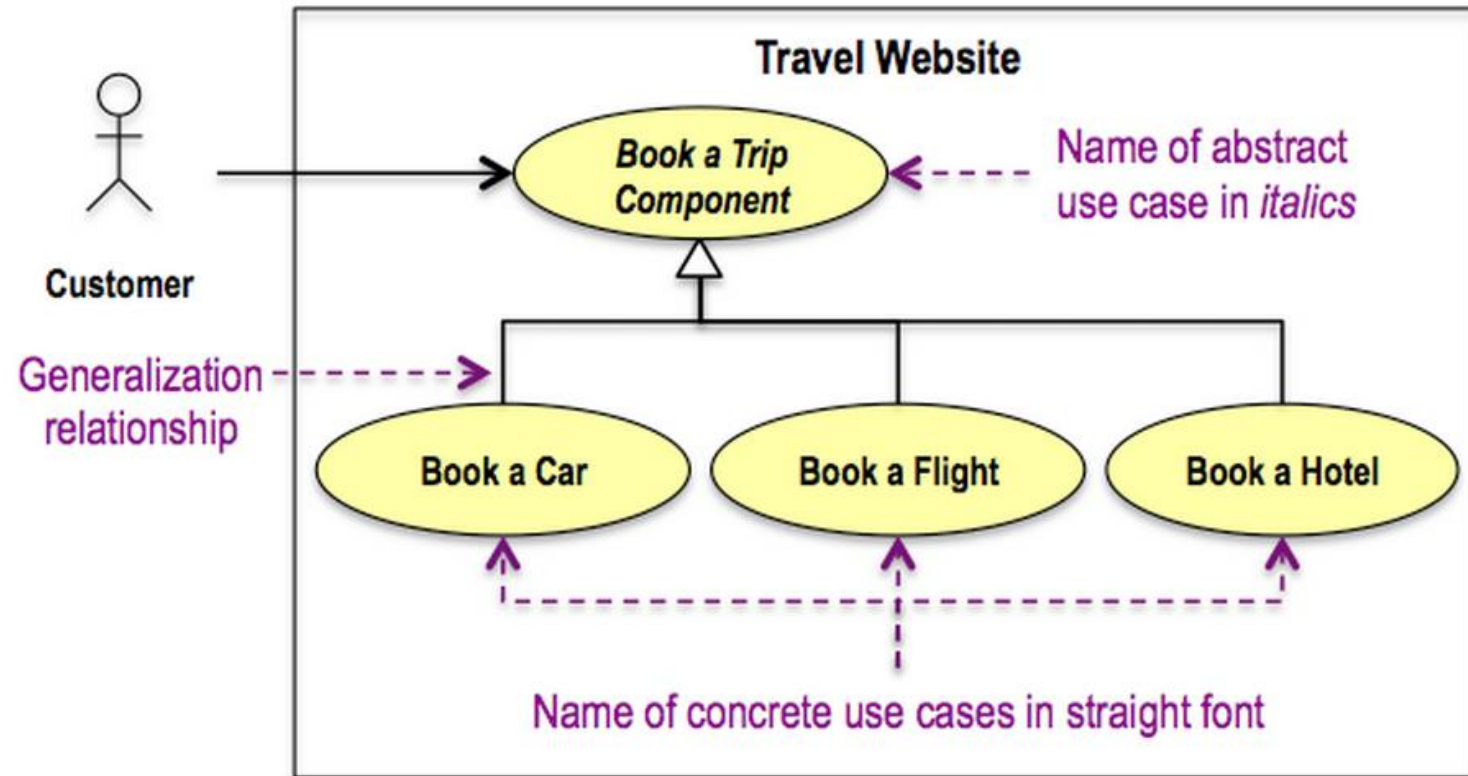 Travel Website
Book a Trip
Component
Name of abstract
use case in italics
Customer
Generalization
relationship
Book a Car
Book a Flight
Book a Hotel
Name of concrete use cases in straight font